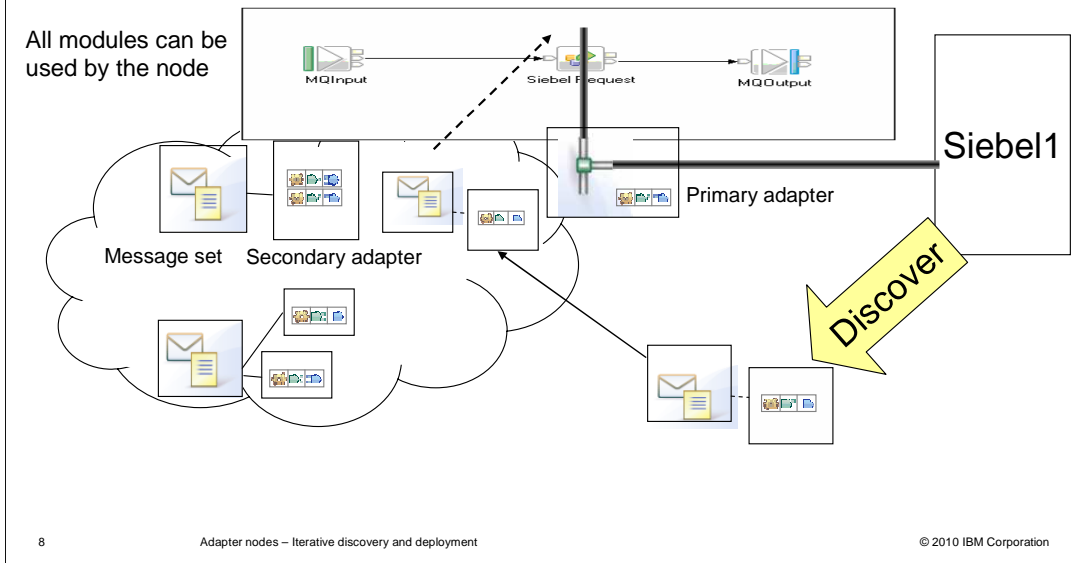 All modules can be
used by the node
MQInput
Siebel Request
MQOutput
Siebel1
Primary adapter
Message set
Secondary adapter
Discover
8
Adapter nodes – Iterative discovery and deployment
© 2010 IBM Corporation